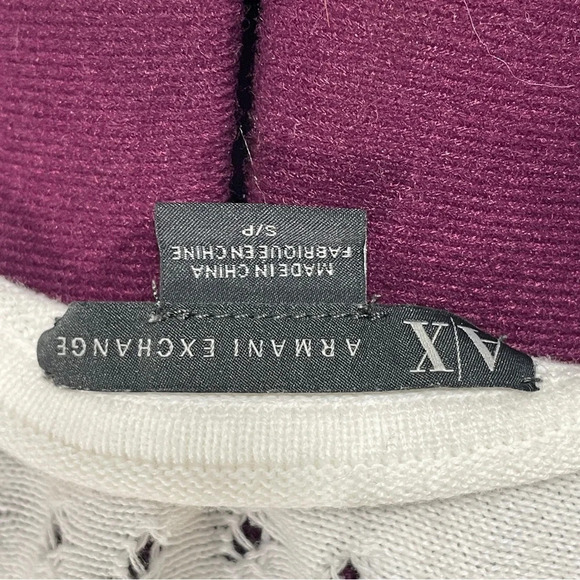 A|X ARMANI EXCHANGE
MADE IN CHINA
FABRIQUE EN CHINE
S/P